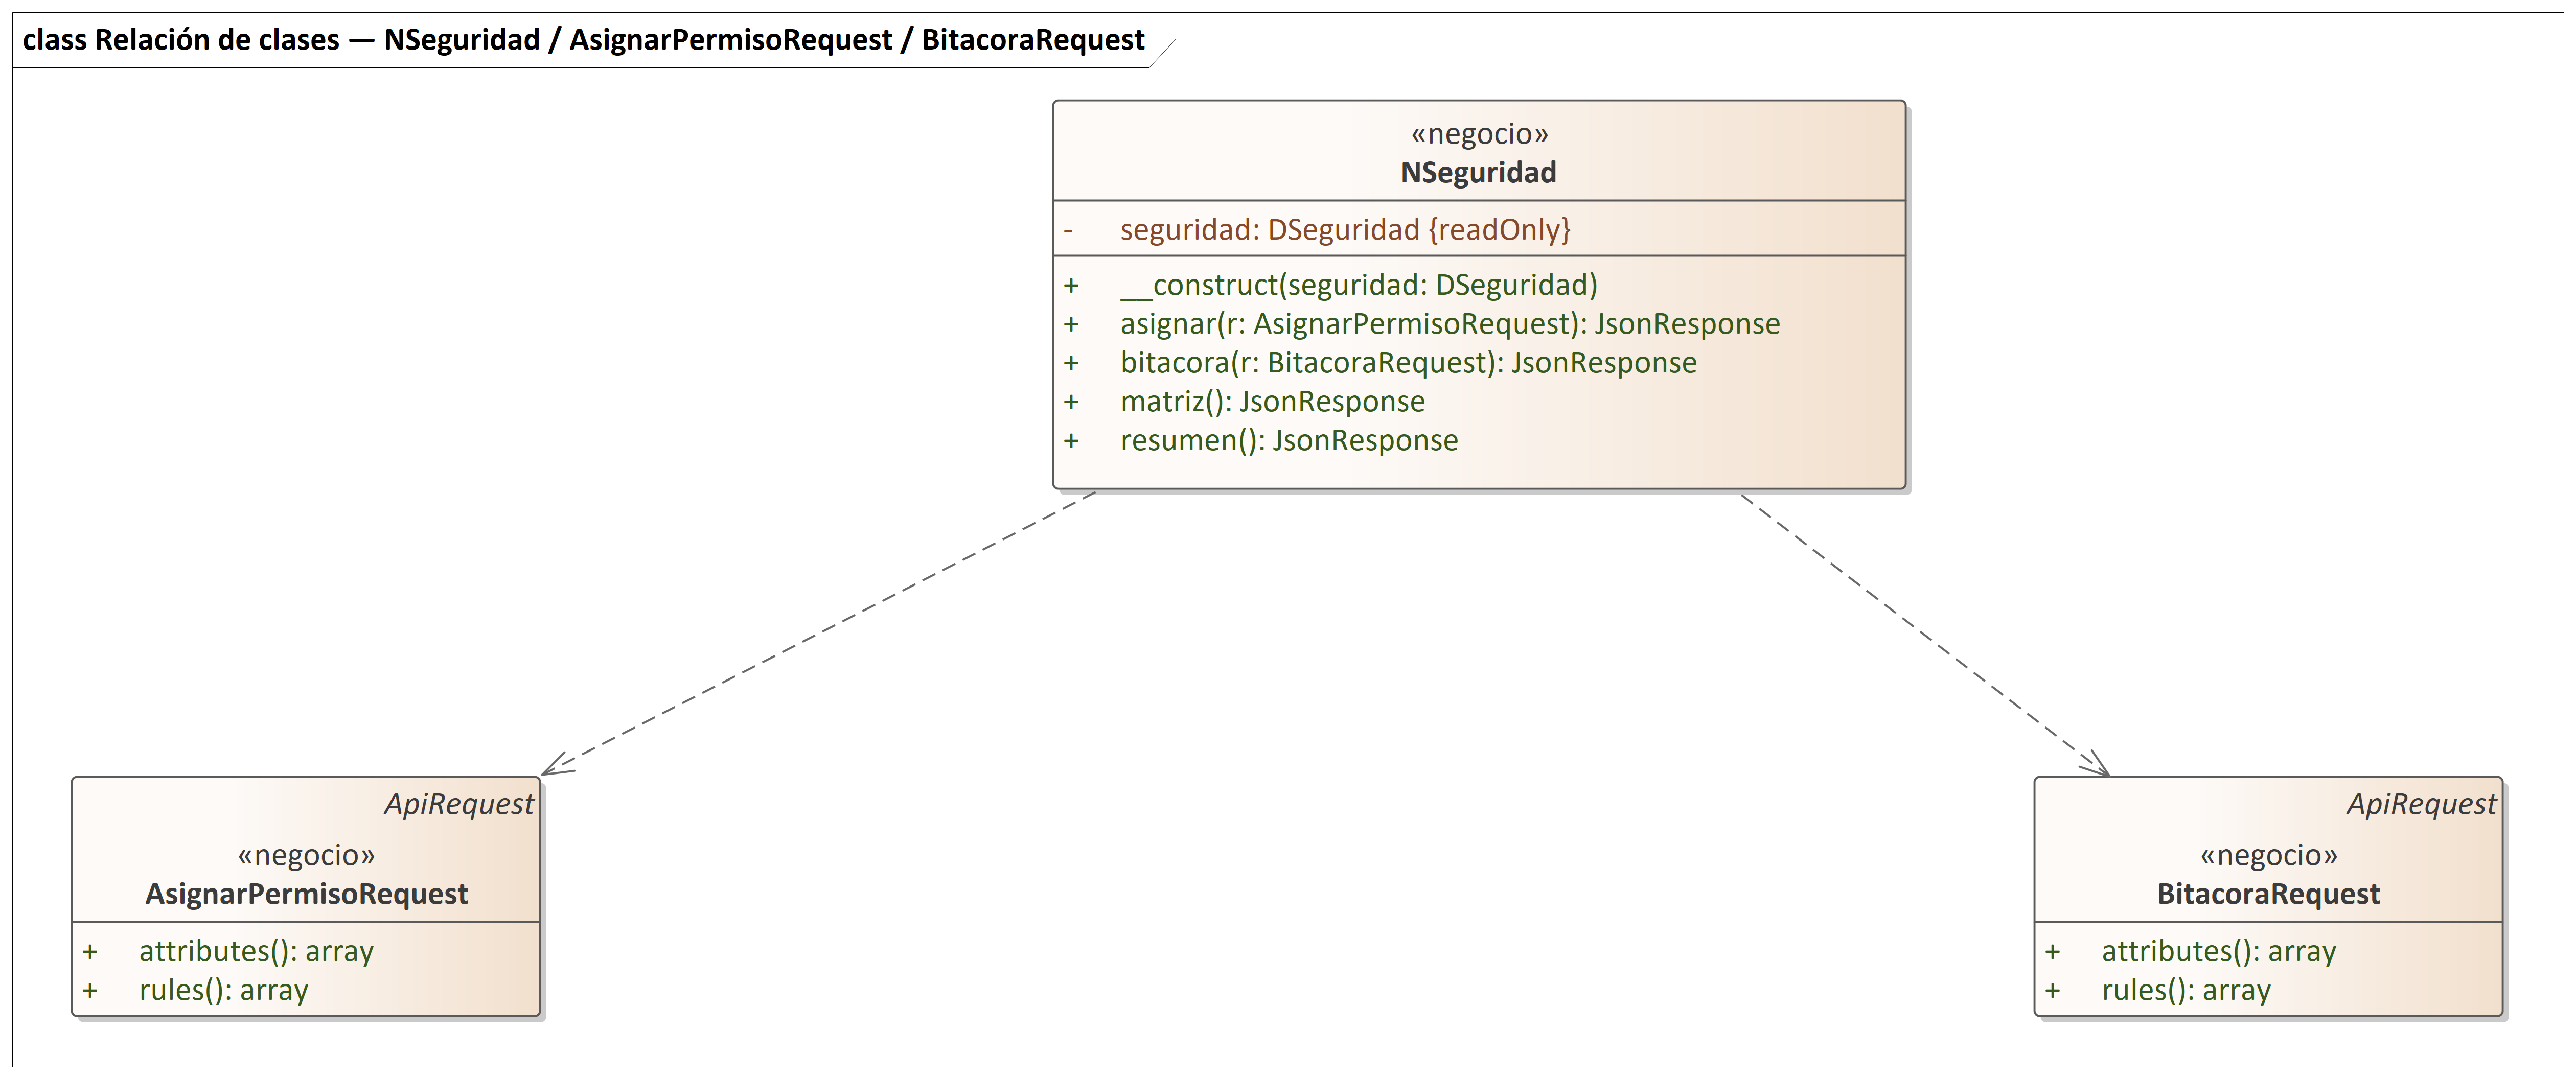 class Relación de clases — NSeguridad / AsignarPermisoRequest / BitacoraRequest
«negocio»
NSeguridad
- seguridad: DSeguridad {readOnly}
+ __construct(seguridad: DSeguridad)
+ asignar(r: AsignarPermisoRequest): JsonResponse
+ bitacora(r: BitacoraRequest): JsonResponse
+ matriz(): JsonResponse
+ resumen(): JsonResponse
ApiRequest
«negocio»
AsignarPermisoRequest
+ attributes(): array
+ rules(): array
ApiRequest
«negocio»
BitacoraRequest
+ attributes(): array
+ rules(): array